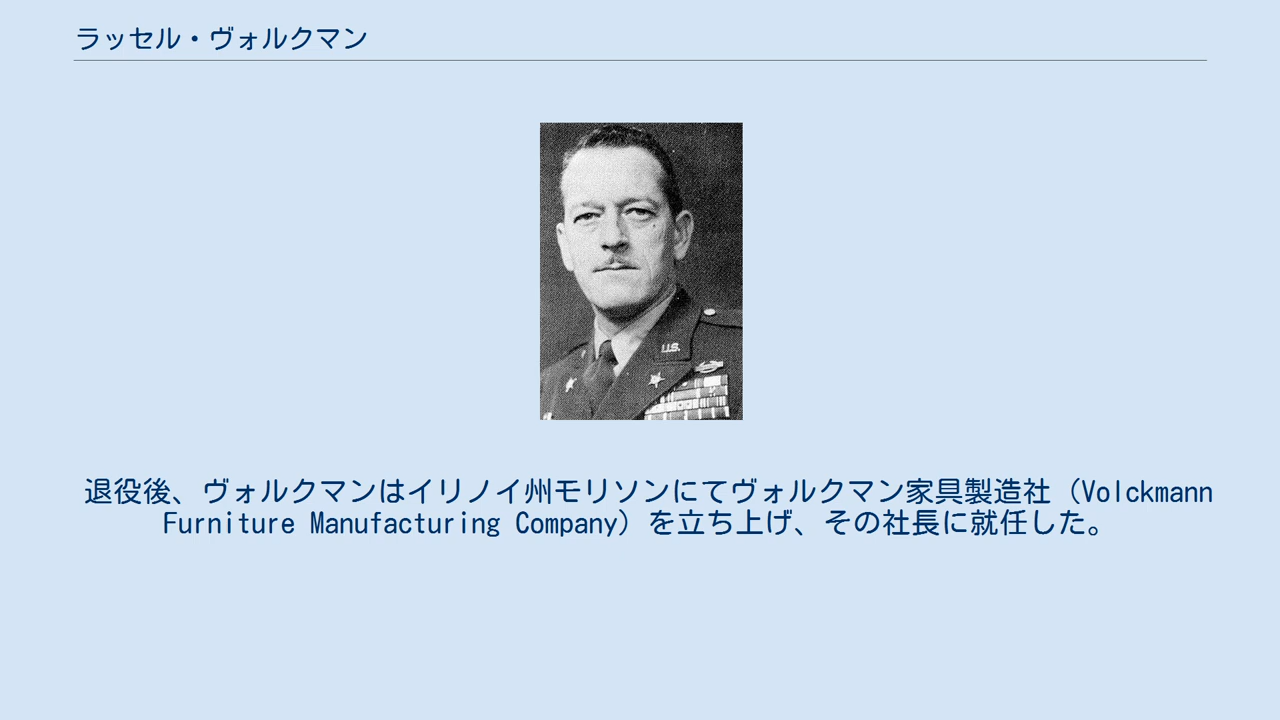 ラッセル・ヴォルクマン
U.S.
退役後、ヴォルクマンはイリノイ州モリソンにてヴォルクマン家具製造社（Volckmann
Furniture Manufacturing Company）を立ち上げ、その社長に就任した。